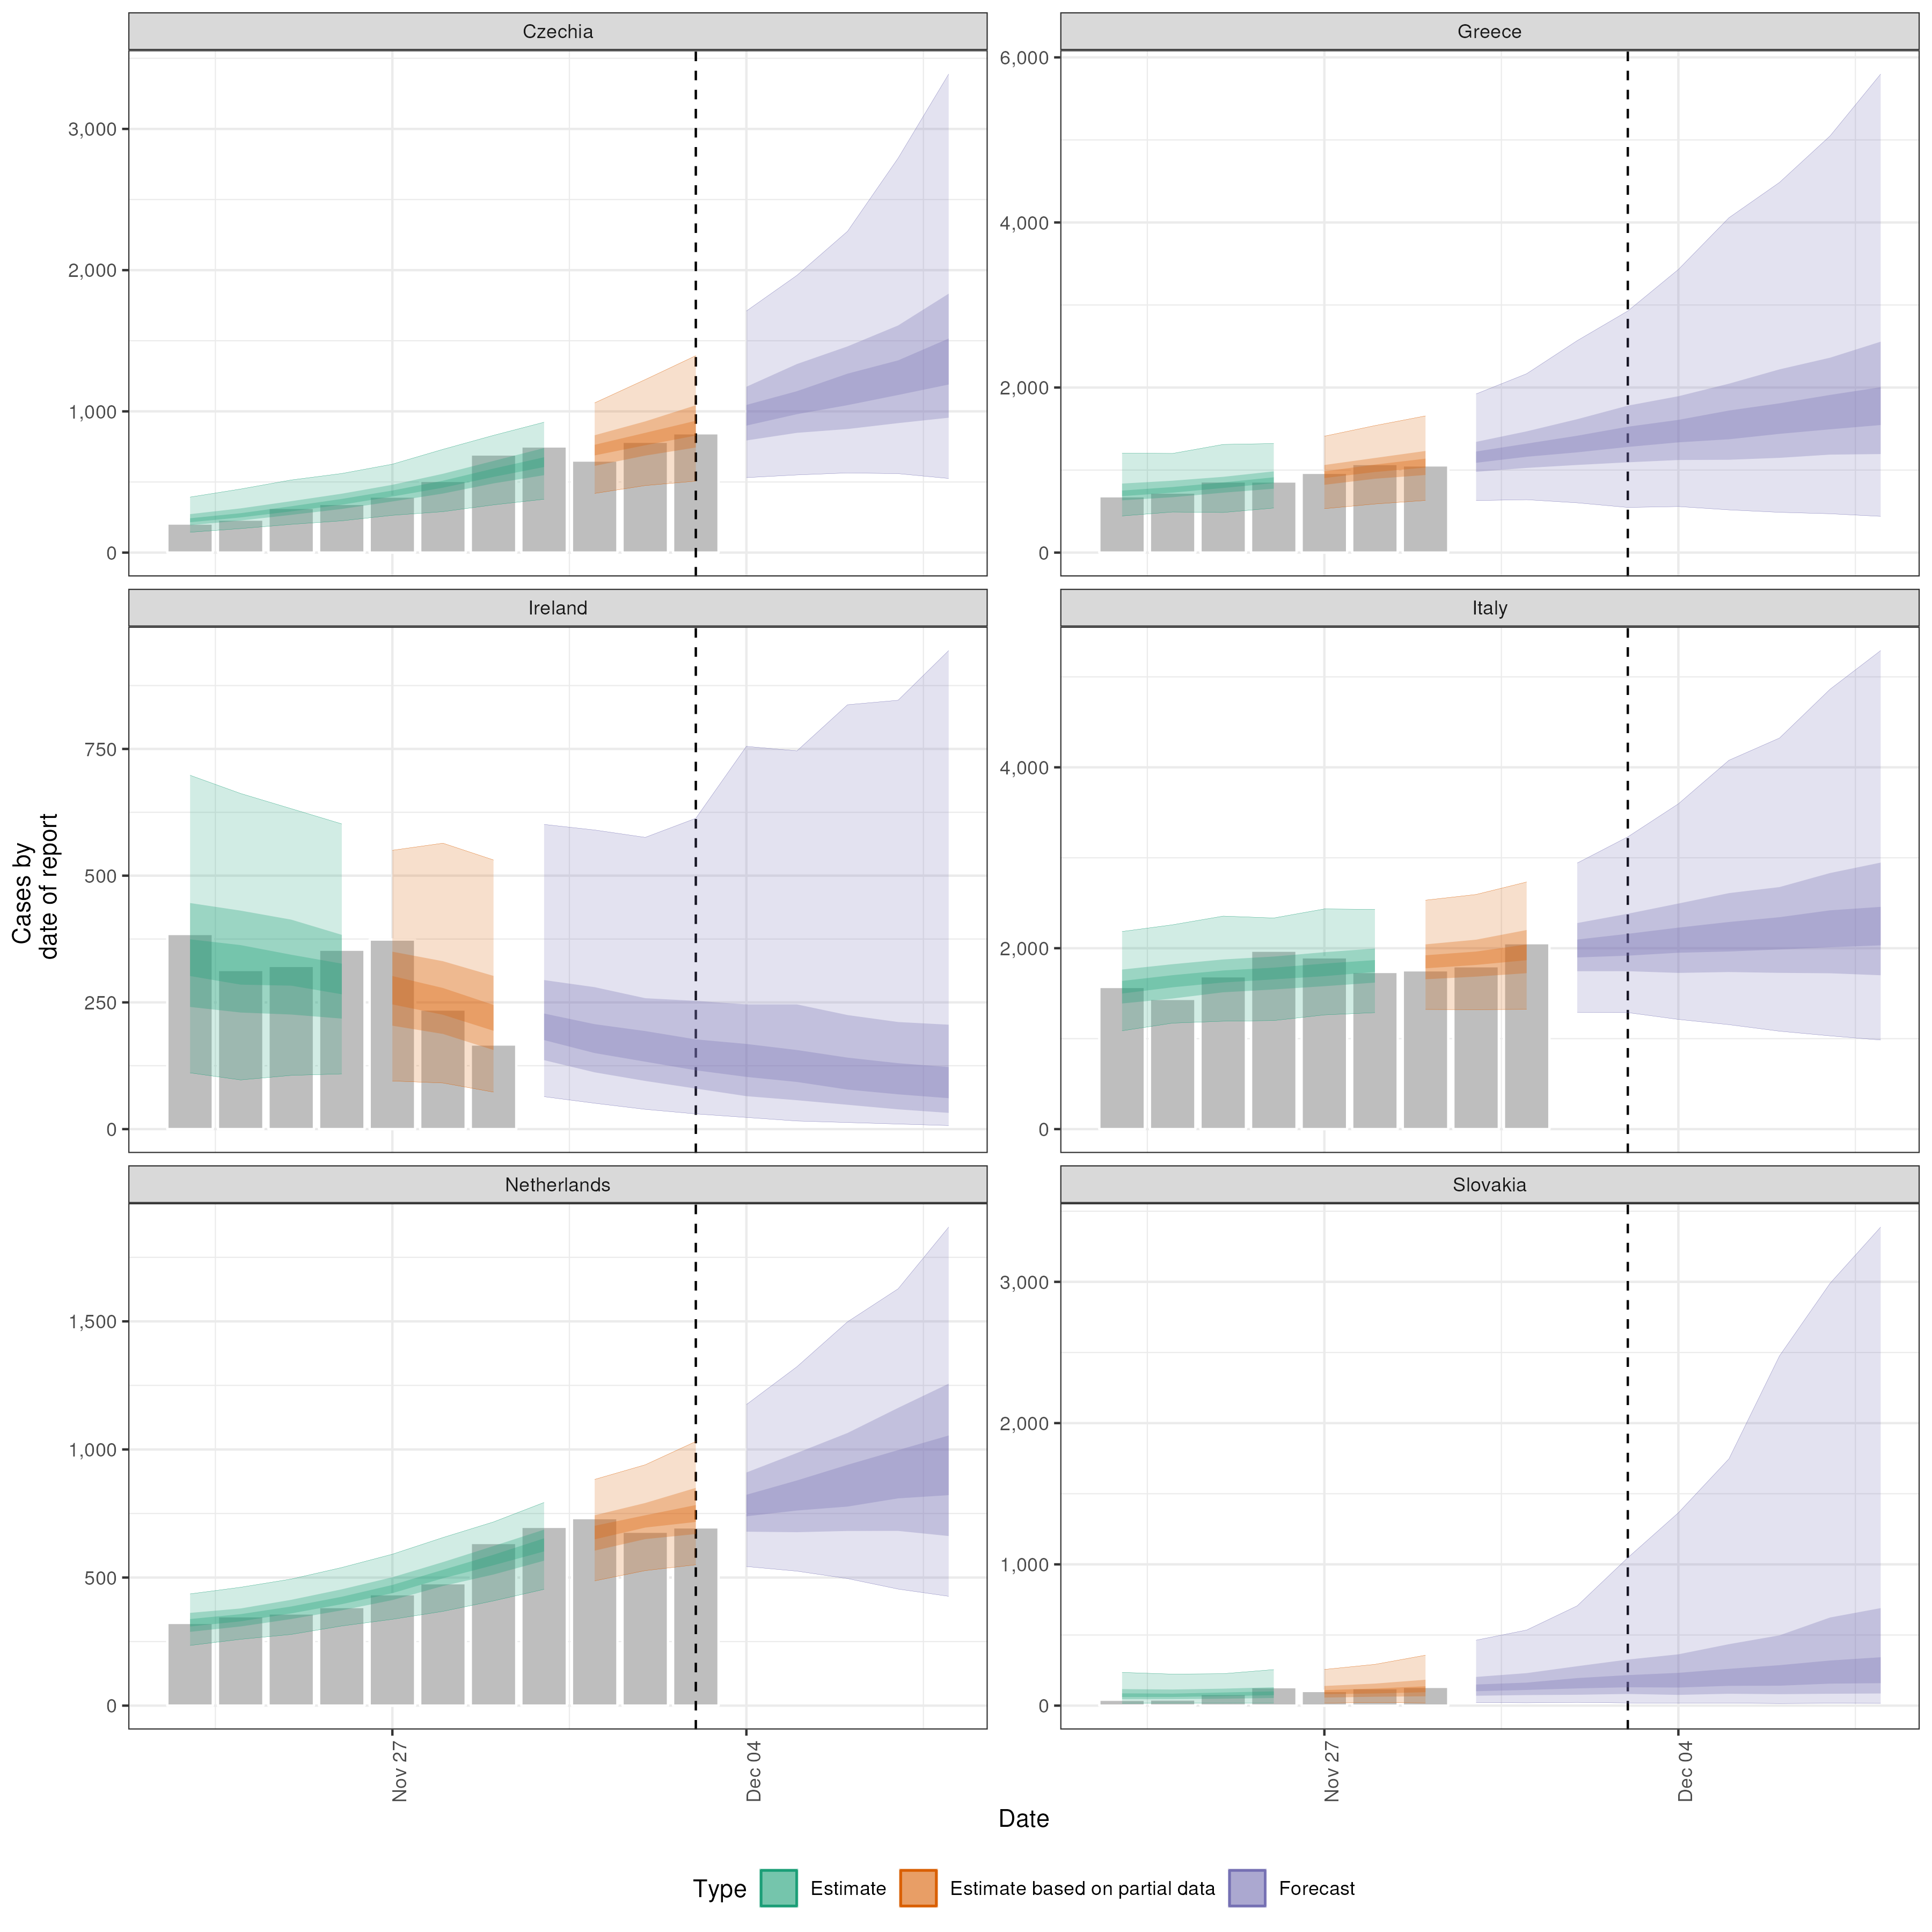 Czechia
Greece
3,000
2,000
1,000
0
6,000
4,000
2,000
0
Ireland
Italy
750
500
250
0
4,000
2,000
0
Netherlands
Slovakia
1,500
1,000
500
0
3,000
2,000
1,000
0
Cases by
date of report
Nov 27
Dec 04
Nov 27
Dec 04
Date
Type
Estimate
Estimate based on partial data
Forecast